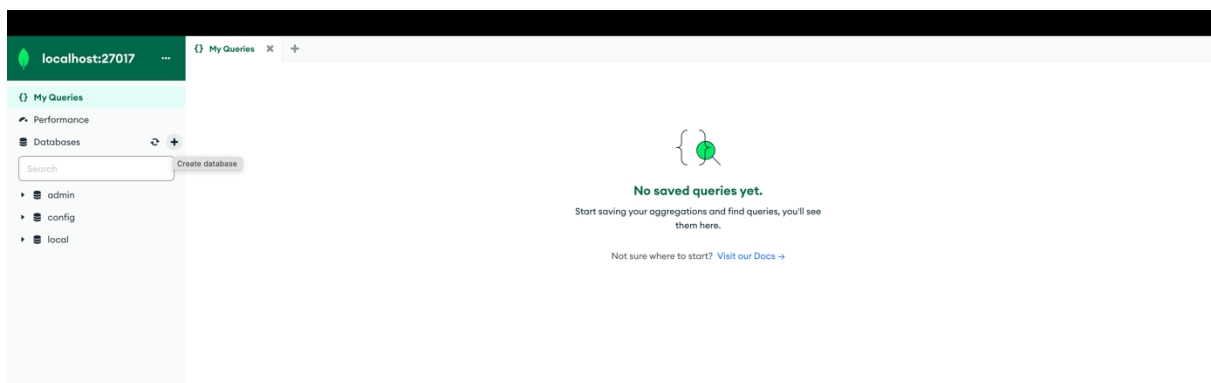 localhost:27017 ...
{} My Queries
{} My Queries
Performance
Databases
Create database
Search
admin
config
local
No saved queries yet.
Start saving your aggregations and find queries, you'll see
them here.
Not sure where to start? Visit our Docs →